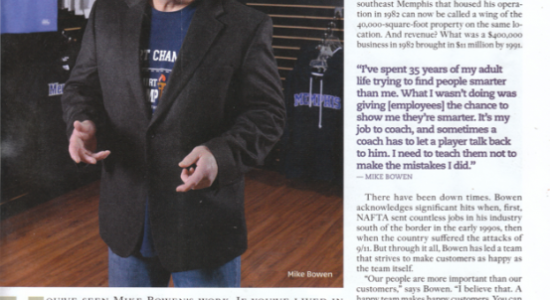 southeast Memphis that housed his opera-
tion in 1982 can now be called a wing of the
40,000-square-foot property on the same lo-
cation. And revenue? What was a $400,000
business in 1982 brought in $11 million by 1991.
“I’ve spent 35 years of my adult
life trying to find people smarter
than me. What I wasn’t doing was
giving [employees] the chance to
show me they’re smarter. It’s my
job to coach, and sometimes a
coach has to let a player talk back
to him. I need to teach them not to
make the mistakes I did.”
— MIKE BOWEN
There have been down times. Bowen
acknowledges significant hits when, first,
NAFTA sent countless jobs in his industry
south of the border in the early 1990s, then
when the country suffered the attacks of
9/11. But through it all, Bowen has led a team
that strives to make customers as happy as
the team itself.
“Our people are more important than our
customers,” says Bowen. “I believe that. A
happy team makes happy customers. You can
T CHAN
MEMPHIS
Mike Bowen
OU’VE SEEN MIKE BOWEN’S WORK. IF YOU’VE LIVED IN